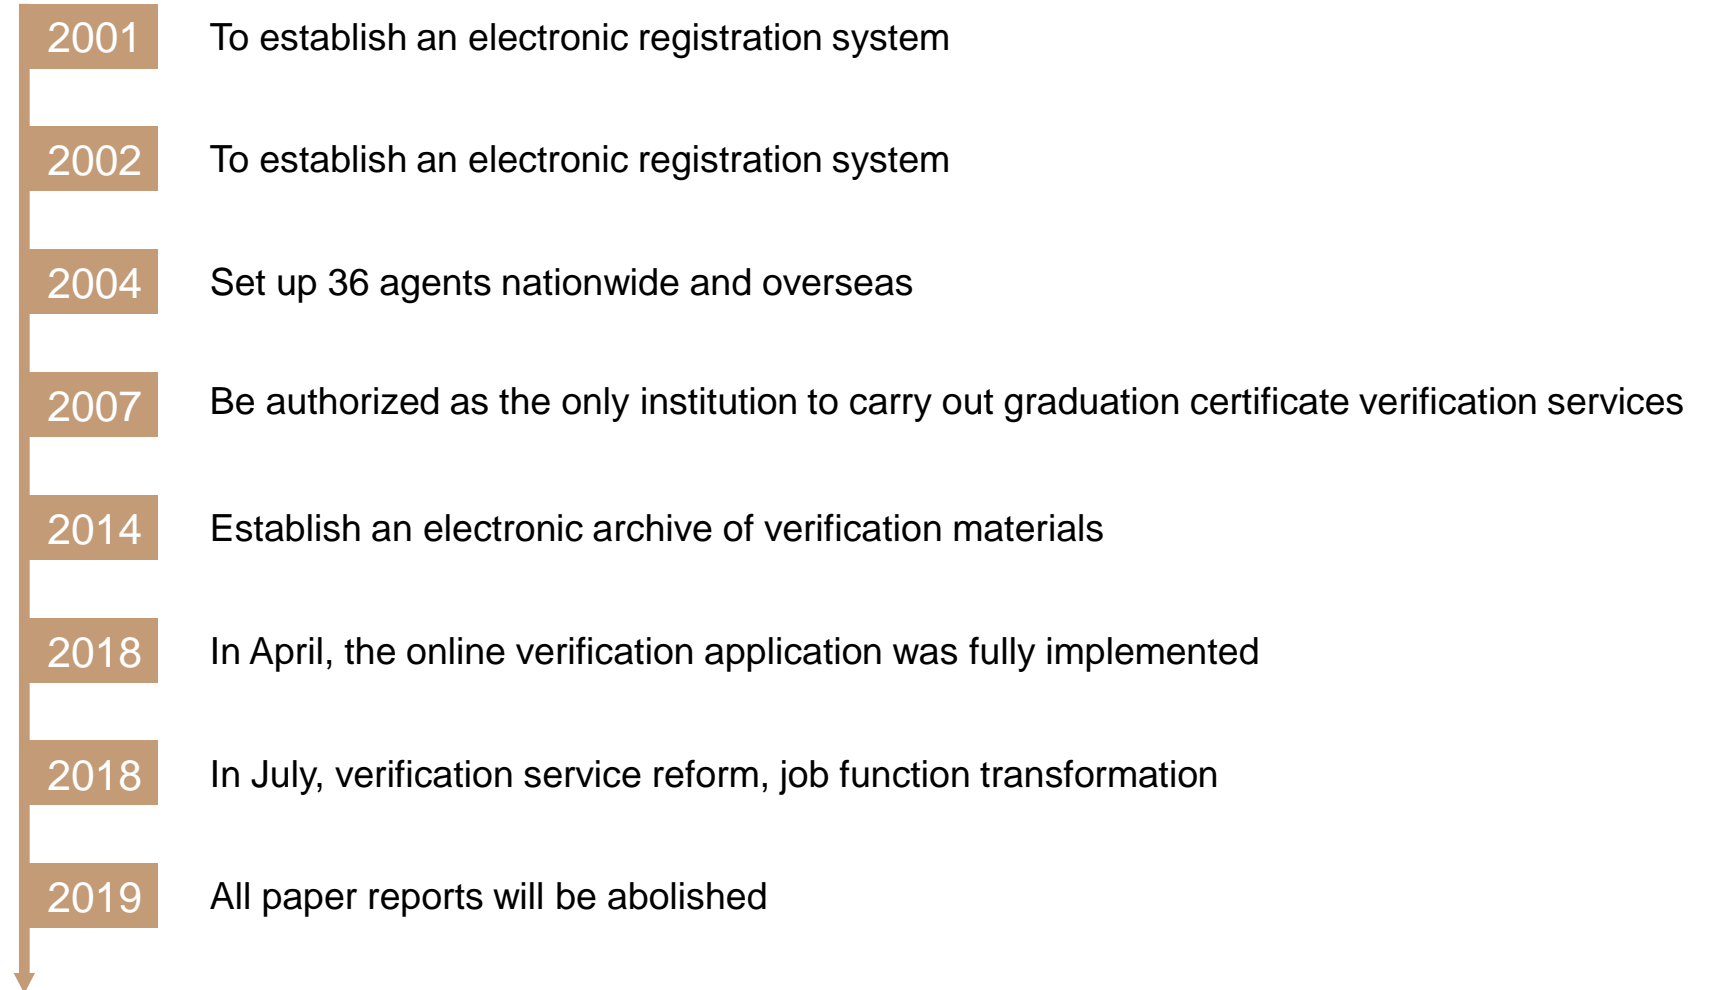 2001 To establish an electronic registration system
2002 To establish an electronic registration system
2004 Set up 36 agents nationwide and overseas
2007 Be authorized as the only institution to carry out graduation certificate verification services
2014 Establish an electronic archive of verification materials
2018 In April, the online verification application was fully implemented
2018 In July, verification service reform, job function transformation
2019 All paper reports will be abolished